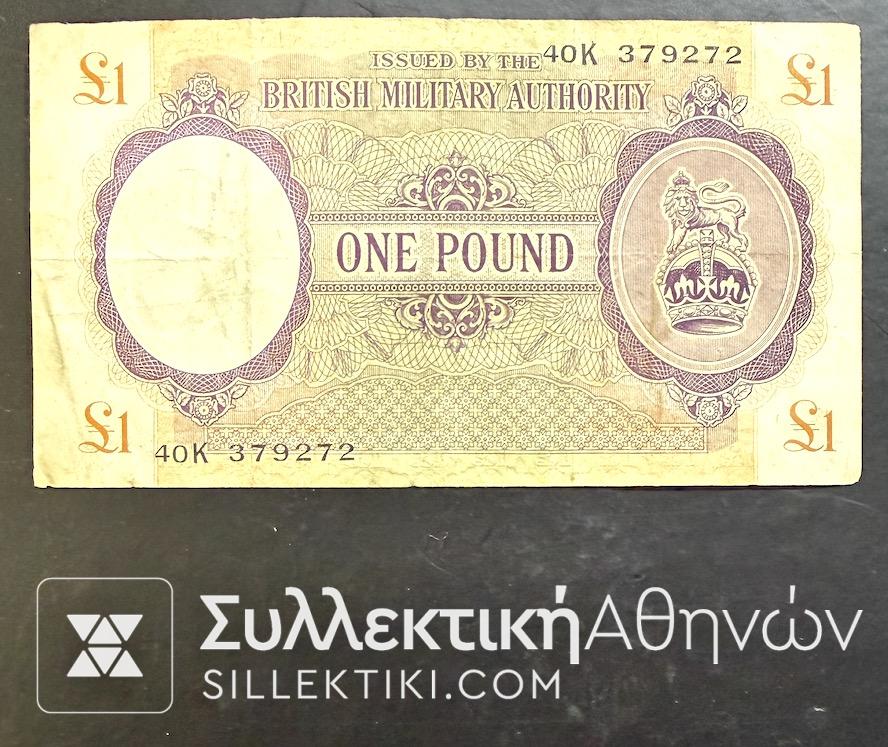 ISSUED BY THE 40K 379272
£1 £1
BRITISH MILITARY AUTHORITY
ONE POUND
£1 £1
40K 379272
ΣυλλεκτικήΑθηνών
SILLEKTIKI.COM